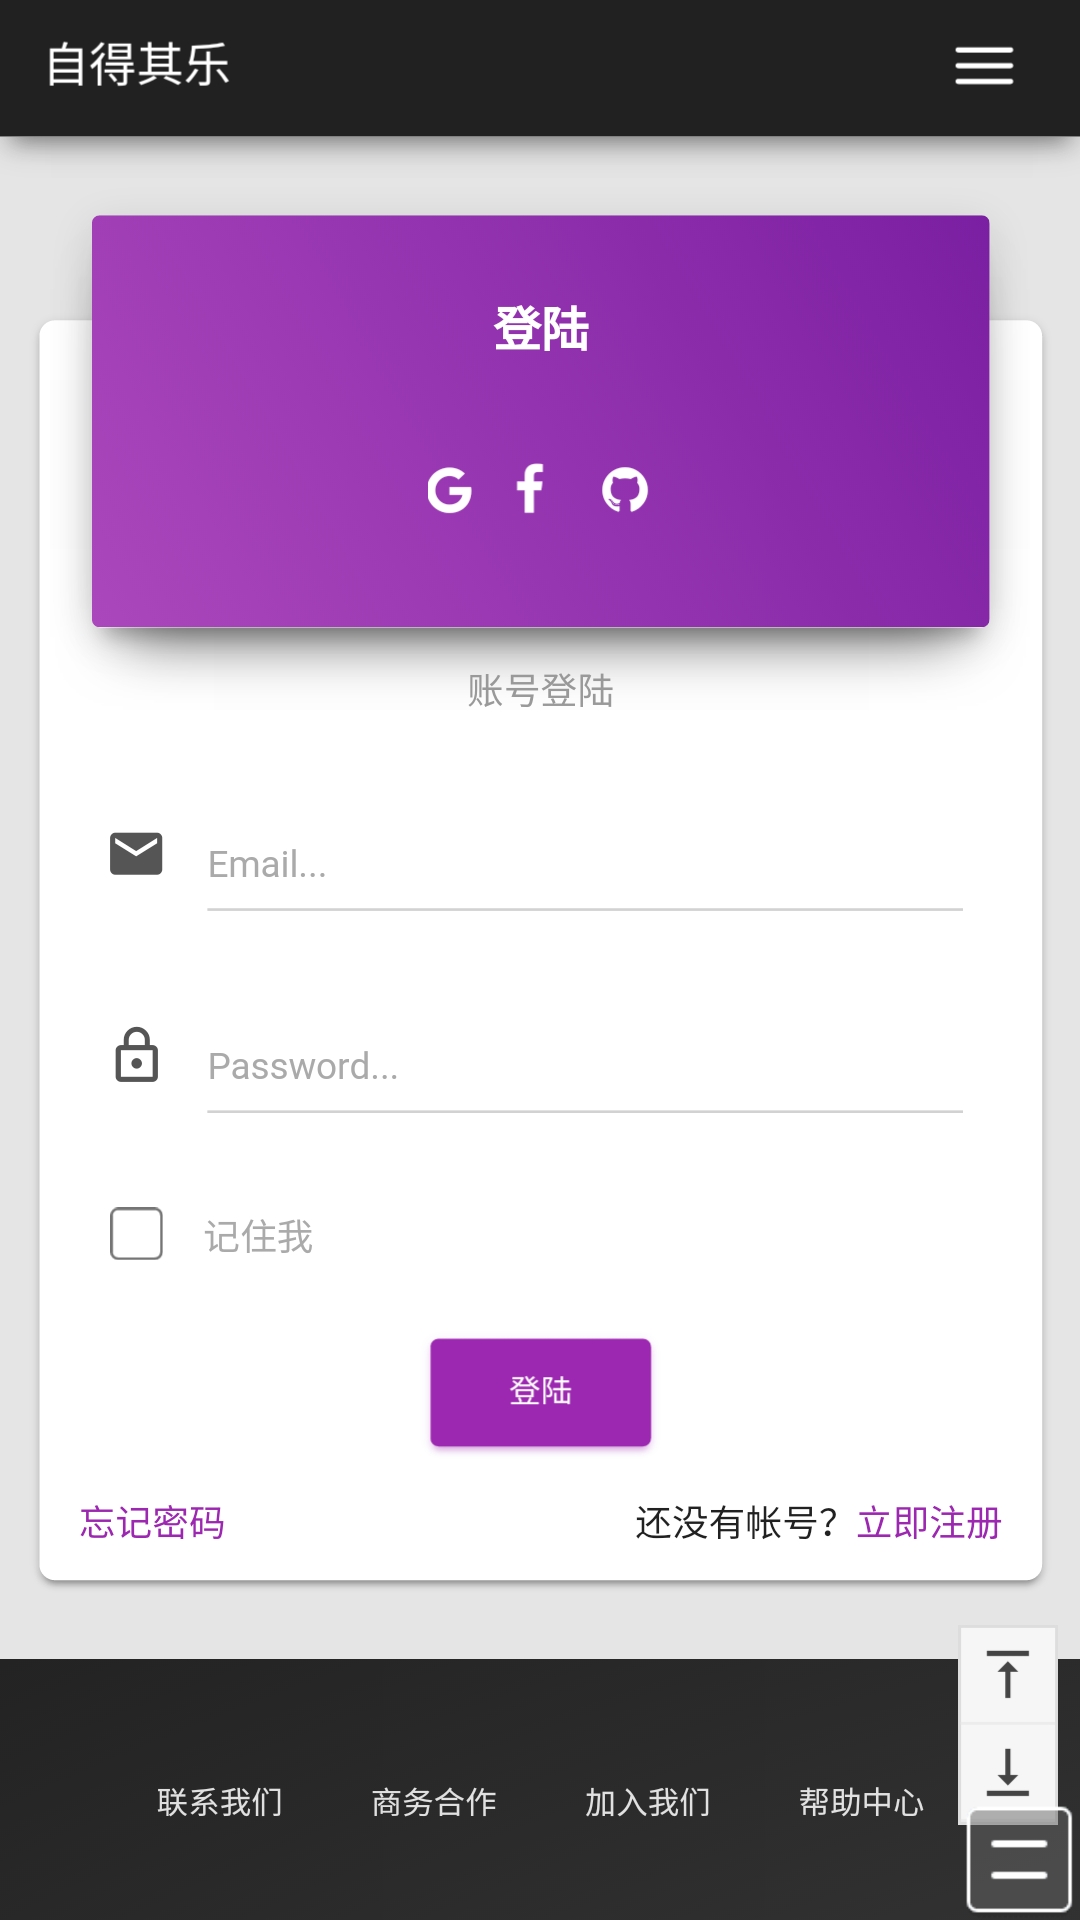 自得其乐
登陆
账号登陆
Email...
Password...
记住我
登陆
忘记密码 还没有帐号？立即注册
联系我们 商务合作 加入我们 帮助中心